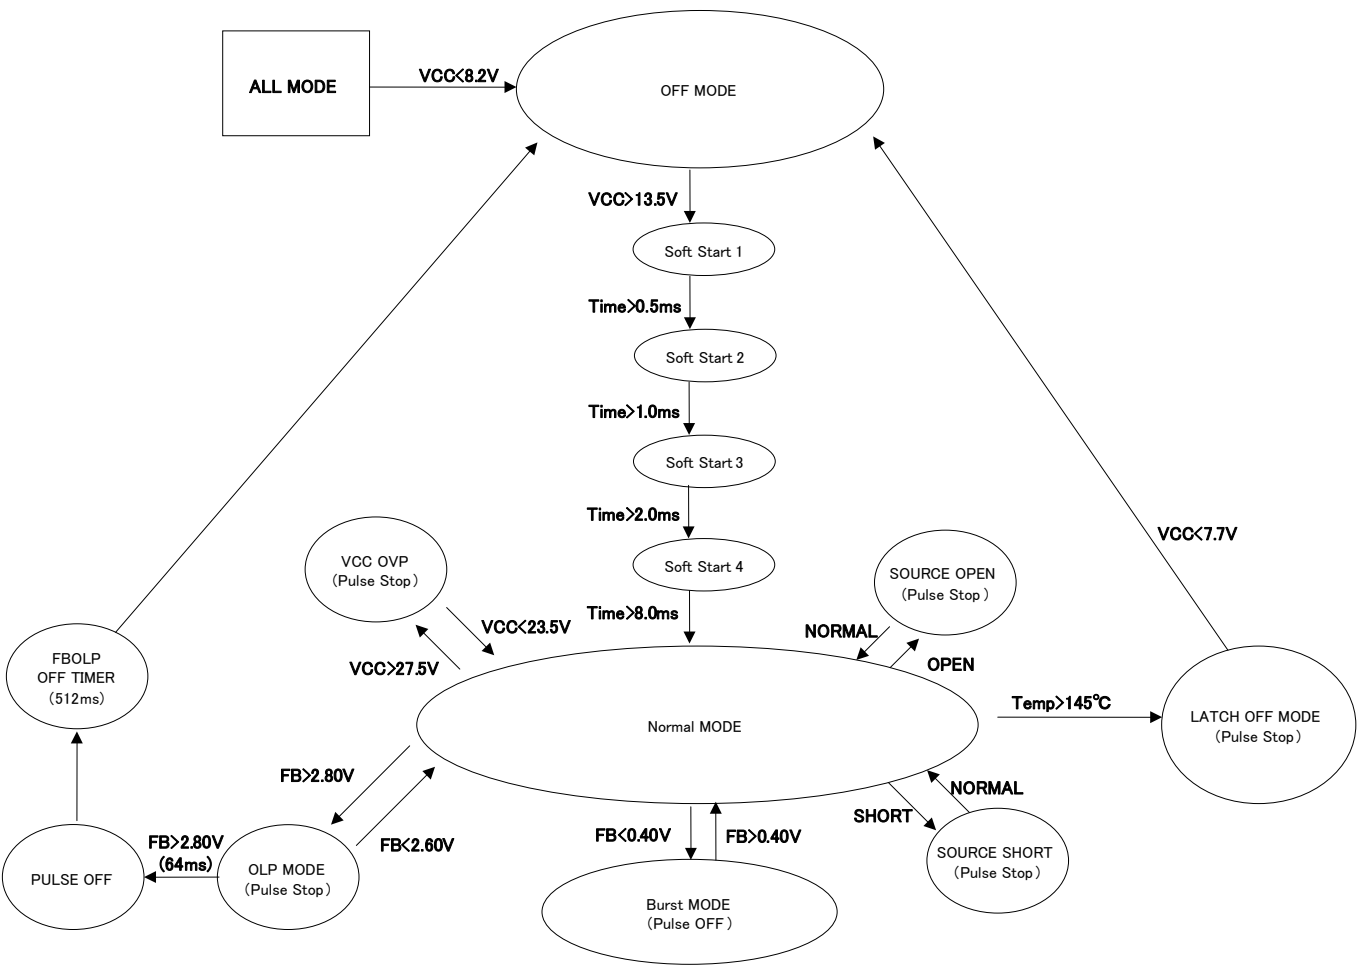 ALL MODE
VCC<8.2V
OFF MODE
VCC>13.5V
Soft Start 1
Time>0.5ms
Soft Start 2
Time>1.0ms
Soft Start 3
Time>2.0ms
Soft Start 4
Time>8.0ms
VCC<7.7V
VCC OVP
(Pulse Stop)
VCC<23.5V
VCC>27.5V
SOURCE OPEN
(Pulse Stop)
NORMAL
OPEN
FBOLP
OFF TIMER
(512ms)
Normal MODE
Temp>145℃
LATCH OFF MODE
(Pulse Stop)
FB>2.80V
FB<2.60V
FB>2.80V
(64ms)
PULSE OFF
OLP MODE
(Pulse Stop)
FB<0.40V
FB>0.40V
Burst MODE
(Pulse OFF)
NORMAL
SHORT
SOURCE SHORT
(Pulse Stop)